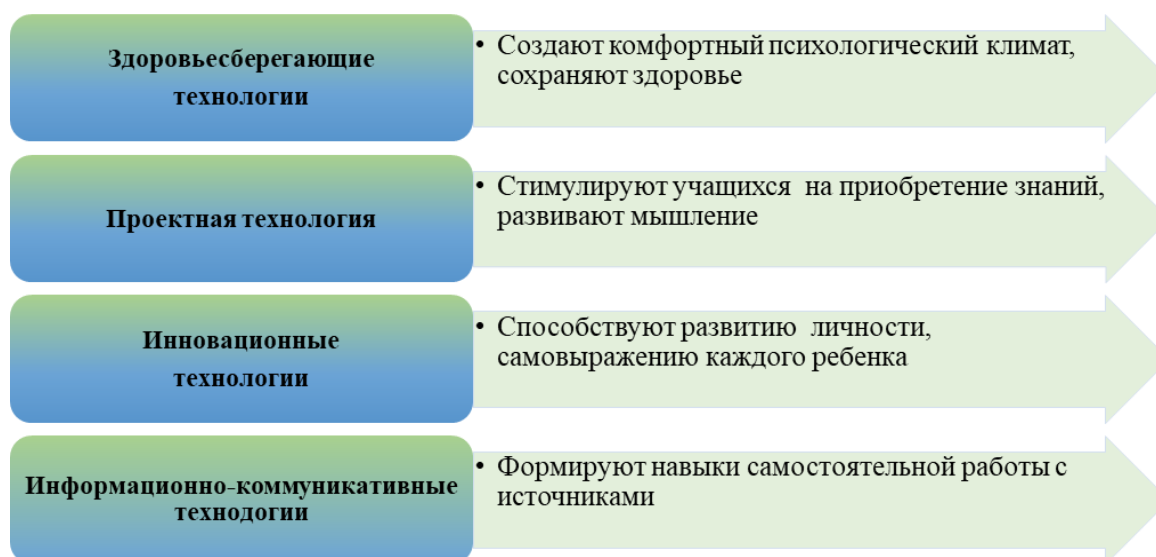 Здоровьесберегающие
технологии
• Создают комфортный психологический климат,
сохраняют здоровье
Проектная технология
• Стимулируют учащихся на приобретение знаний,
развивают мышление
Инновационные
технологии
• Способствуют развитию личности,
самовыражению каждого ребенка
Информационно-коммуникативные
технодогии
• Формируют навыки самостоятельной работы с
источниками